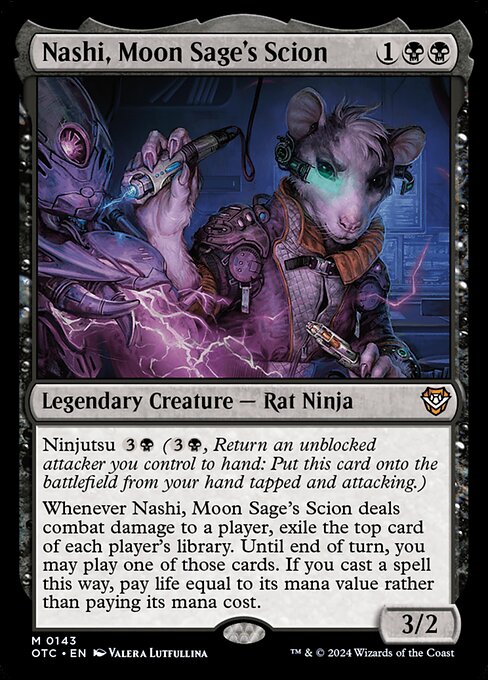 Nashi, Moon Sage's Scion 1
Legendary Creature — Rat Ninja
Ninjutsu 3 (3, Return an unblocked
attacker you control to hand: Put this card onto the
battlefield from your hand tapped and attacking.)
Whenever Nashi, Moon Sage's Scion deals
combat damage to a player, exile the top card
of each player's library. Until end of turn, you
may play one of those cards. If you cast a spell
this way, pay life equal to its mana value rather
than paying its mana cost.
3/2
M 0143
OTC • EN Valera Lutfullina
™ & © 2024 Wizards of the Coast